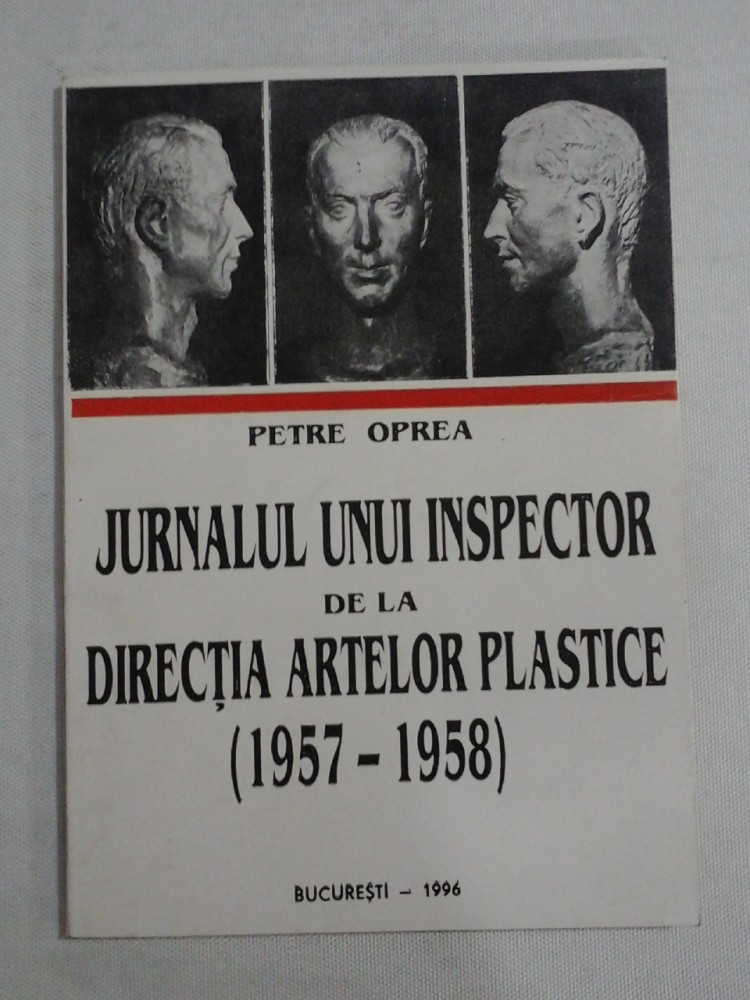 PETRE OPREA
JURNALUL UNUI INSPECTOR
DE LA
DIRECȚIA ARTELOR PLASTICE
(1957 - 1958)
BUCUREȘTI - 1996